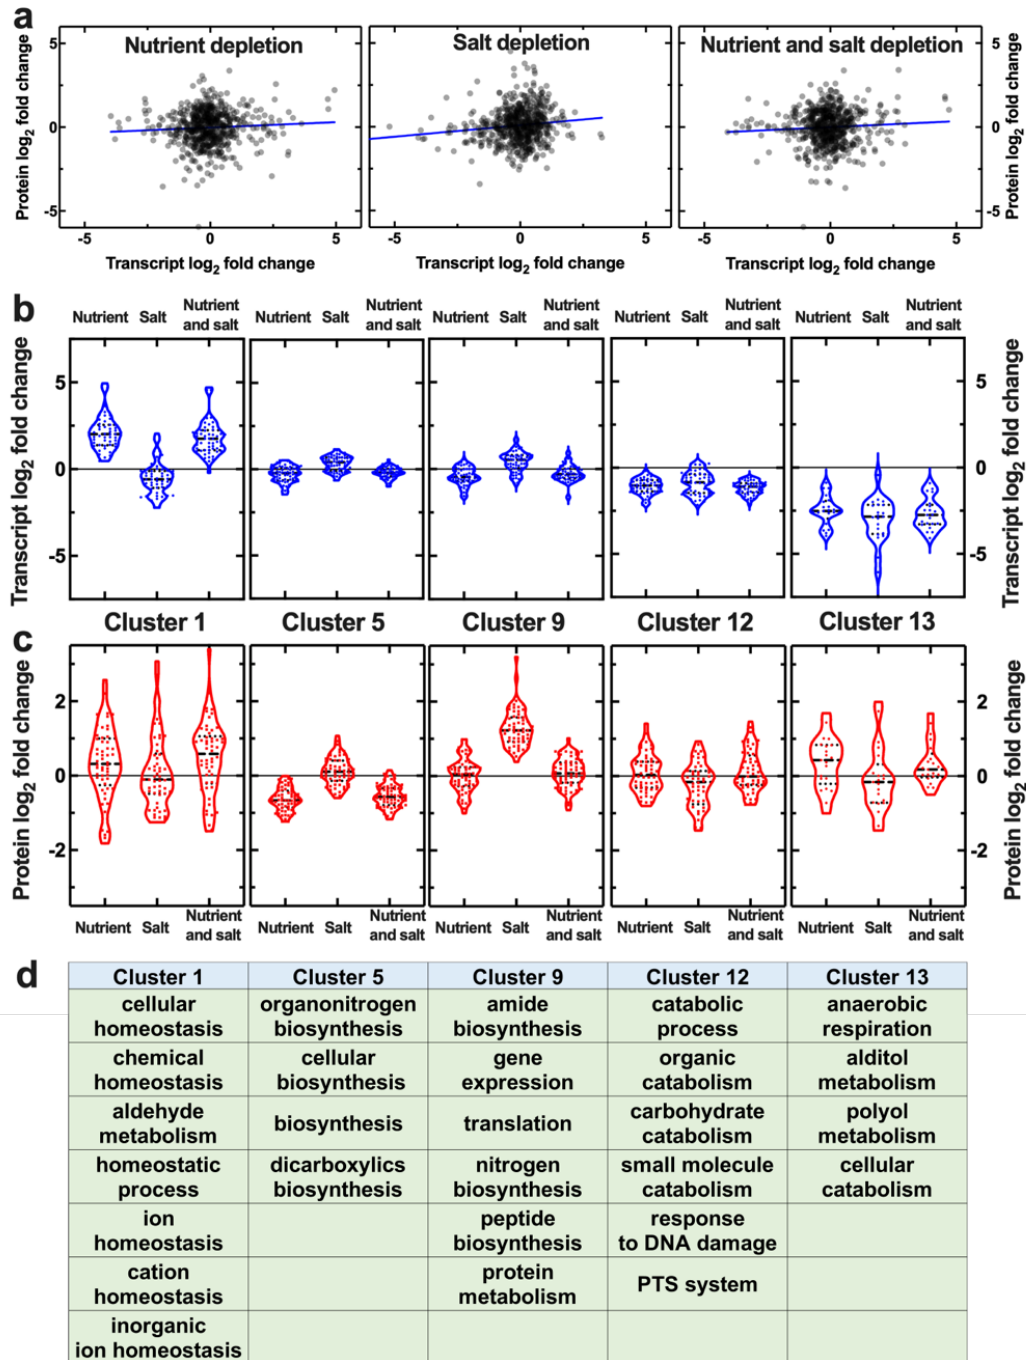 a
Nutrient depletion
Salt depletion
Nutrient and salt depletion
Protein log2 fold change
5
0
-5
5
0
-5
Protein log2 fold change
-5 0 5
-5 0 5
-5 0 5
Transcript log2 fold change
Transcript log2 fold change
Transcript log2 fold change
b
Nutrient Salt Nutrient and salt
Nutrient Salt Nutrient and salt
Nutrient Salt Nutrient and salt
Nutrient Salt Nutrient and salt
Nutrient Salt Nutrient and salt
Transcript log2 fold change
5
0
-5
5
0
-5
Transcript log2 fold change
Cluster 1
Cluster 5
Cluster 9
Cluster 12
Cluster 13
c
Protein log2 fold change
2
0
-2
2
0
-2
Protein log2 fold change
Nutrient Salt Nutrient and salt
Nutrient Salt Nutrient and salt
Nutrient Salt Nutrient and salt
Nutrient Salt Nutrient and salt
Nutrient Salt Nutrient and salt
d
Cluster 1 Cluster 5 Cluster 9 Cluster 12 Cluster 13
cellular organonitrogen amide catabolic anaerobic
homeostasis biosynthesis biosynthesis process respiration
chemical cellular gene organic alditol
homeostasis biosynthesis expression catabolism metabolism
aldehyde biosynthesis translation carbohydrate polyol
metabolism catabolism metabolism
homeostatic dicarboxylics nitrogen small molecule cellular
process biosynthesis biosynthesis catabolism catabolism
ion peptide response
homeostasis biosynthesis to DNA damage
cation protein PTS system
homeostasis metabolism
inorganic
ion homeostasis